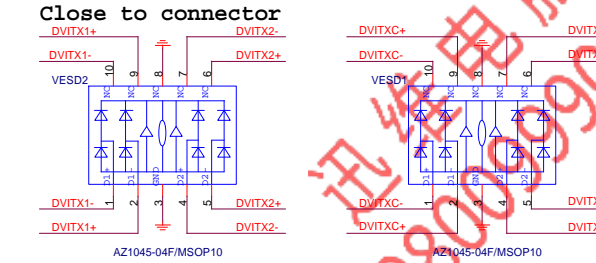 Close to connector
DVITX1+ DVITX2- DVITXC+
DVITX1- DVITX2+ DVITXC-
10 9 8 7 6 10 9 8 7 6
VESD2 VESD1
NC NC NC NC NC NC NC NC
D1+ D1- GND D2+ D2- D1+ D1- GND D2+ D2-
1 2 3 4 5 1 2 3 4 5
DVITX1- DVITX2+ DVITXC-
DVITX1+ DVITX2- DVITXC+
AZ1045-04F/MSOP10 AZ1045-04F/MSOP10
迅维电